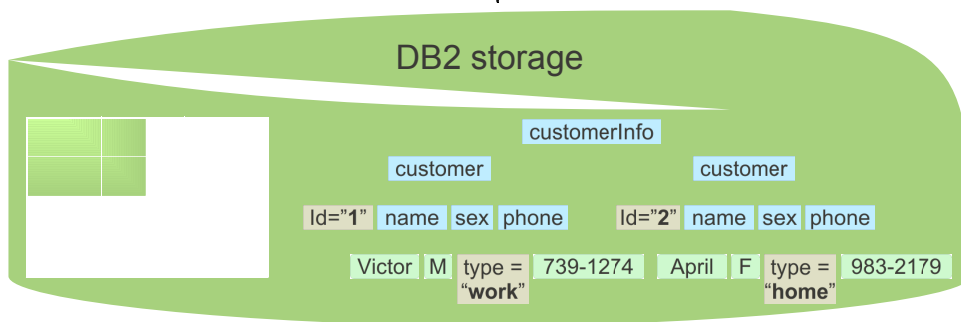 DB2 storage
customerInfo
customer customer
Id=”1” name sex phone Id=”2” name sex phone
Victor M type = 739-1274 April F type = 983-2179
“work” “home”